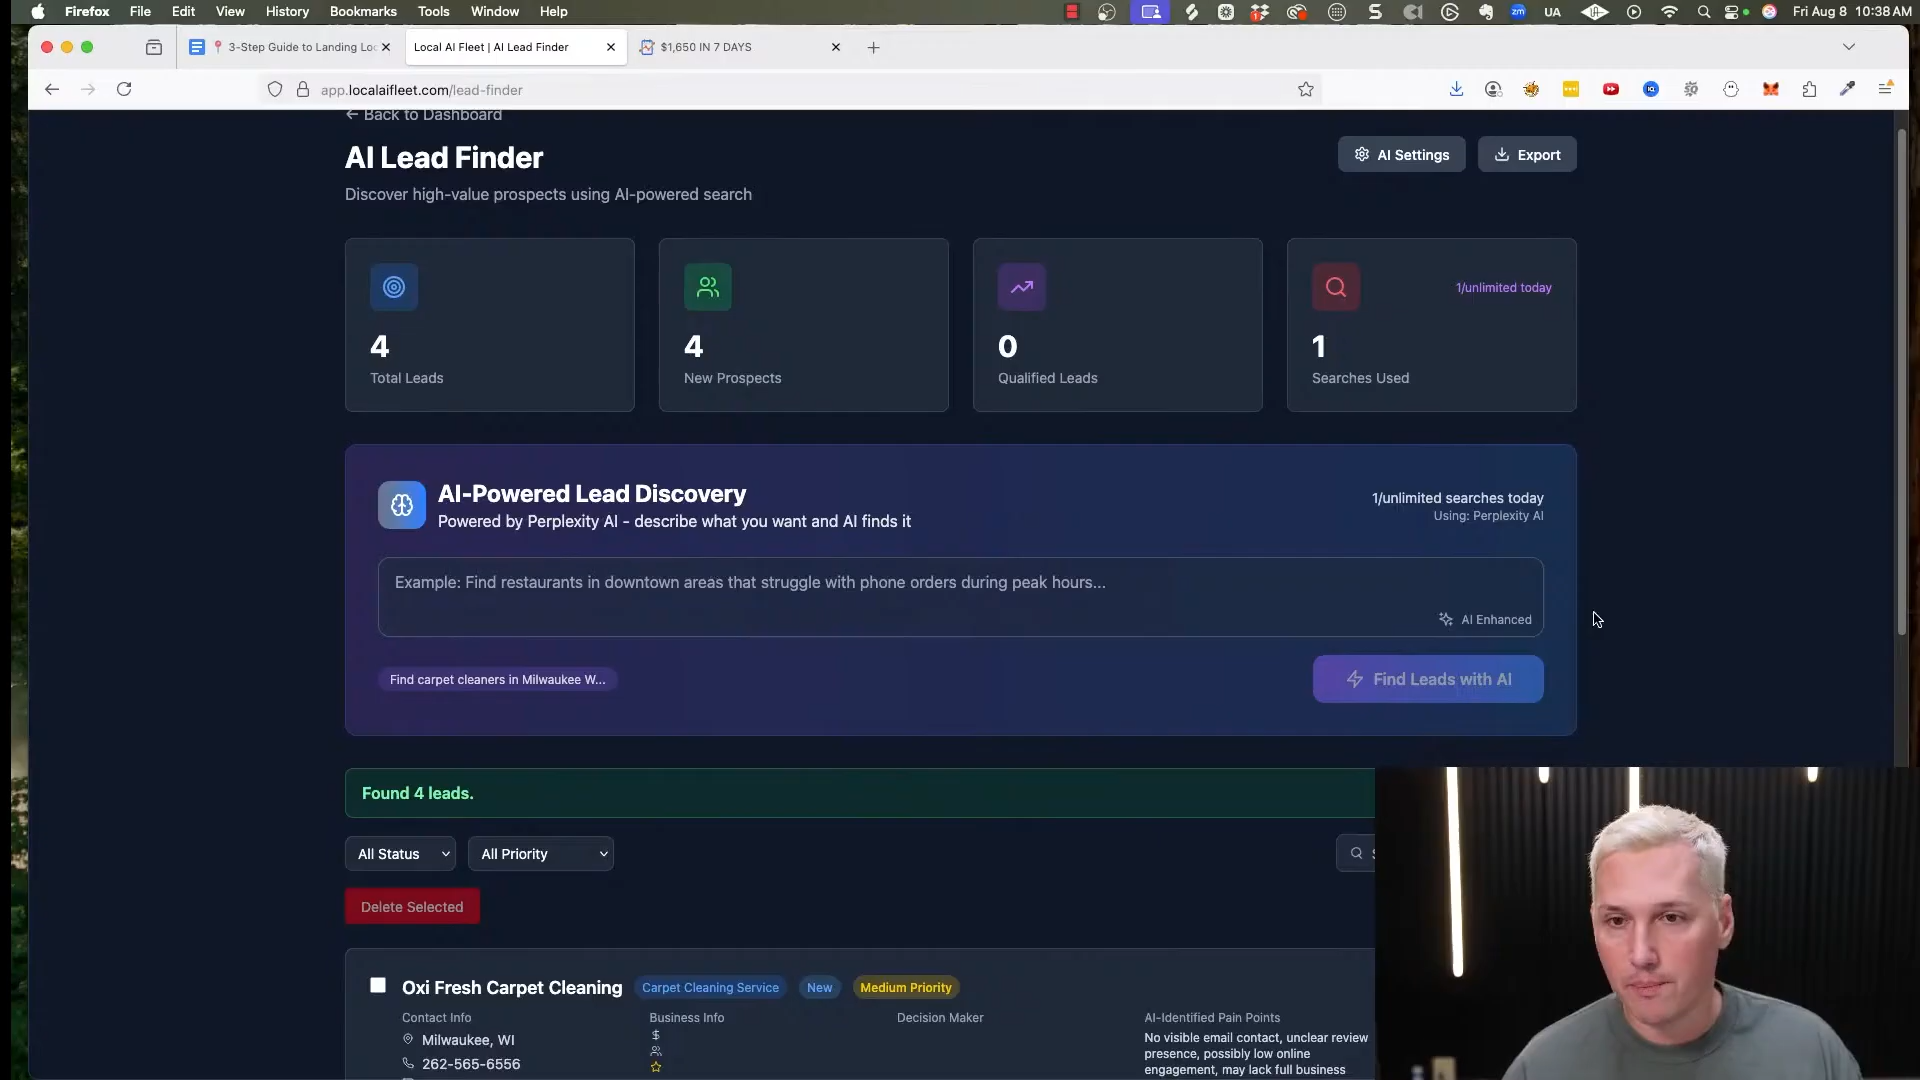 Firefox File Edit View History Bookmarks Tools Window Help UA Fri Aug 8 10:38 AM
3-Step Guide to Landing Loc Local AI Fleet | AI Lead Finder $1,650 IN 7 DAYS
app.localaifleet.com/lead-finder
← Back to Dashboard
AI Lead Finder
AI Settings Export
Discover high-value prospects using AI-powered search
1/unlimited today
4 4 0 1
Total Leads New Prospects Qualified Leads Searches Used
AI-Powered Lead Discovery
1/unlimited searches today
Powered by Perplexity AI - describe what you want and AI finds it
Using: Perplexity AI
Example: Find restaurants in downtown areas that struggle with phone orders during peak hours...
AI Enhanced
Find carpet cleaners in Milwaukee W...
Find Leads with AI
Found 4 leads.
All Status All Priority
Delete Selected
Oxi Fresh Carpet Cleaning Carpet Cleaning Service New Medium Priority
Contact Info Business Info Decision Maker AI-Identified Pain Points
Milwaukee, WI $ No visible email contact, unclear review
presence, possibly low online
262-565-6556 engagement, may lack full business